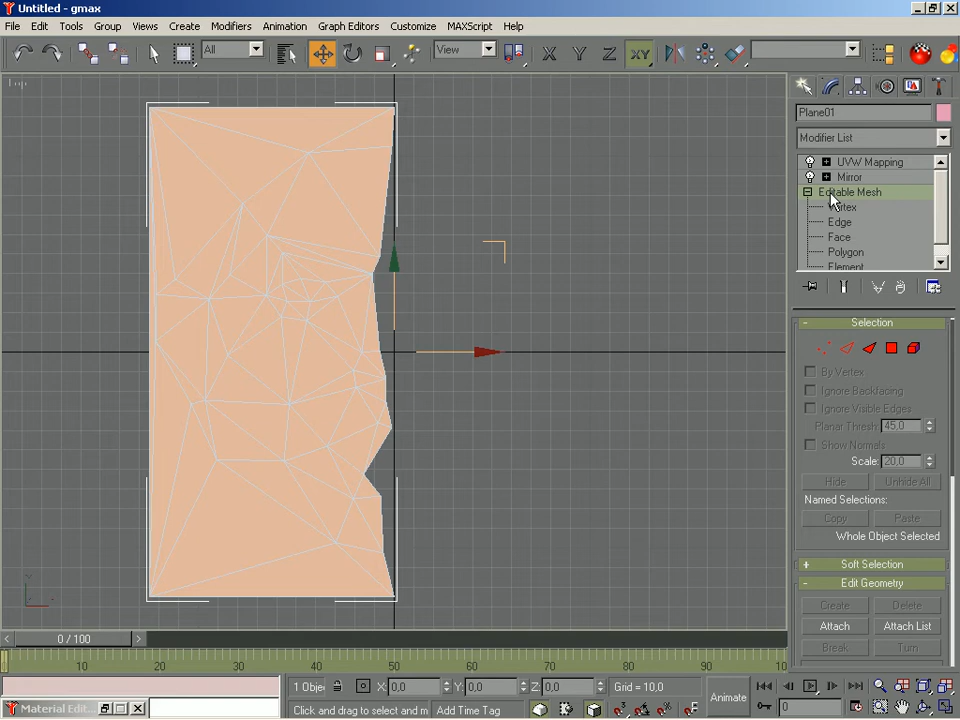 Untitled - gmax
File Edit Tools Group Views Create Modifiers Animation Graph Editors Customize MAXScript Help
All View X Y Z XY
Plane01
Modifier List
UVW Mapping
Mirror
Editable Mesh
Vertex
Edge
Face
Polygon
Element
- Selection
By Vertex
Ignore Backfacing
Ignore Visible Edges
Planar Thresh: 45,0
Show Normals
Scale: 20,0
Hide Unhide All
Named Selections:
Copy Paste
Whole Object Selected
+ Soft Selection
- Edit Geometry
Create Delete
Attach Attach List
Break Turn
< 0 / 100 >
10 20 30 40 50 60 70 80 90
1 Objec X: 0,0 Y: 0,0 Z: 0,0 Grid = 10,0
Animate
0
Material Edit...
Click and drag to select and m Add Time Tag